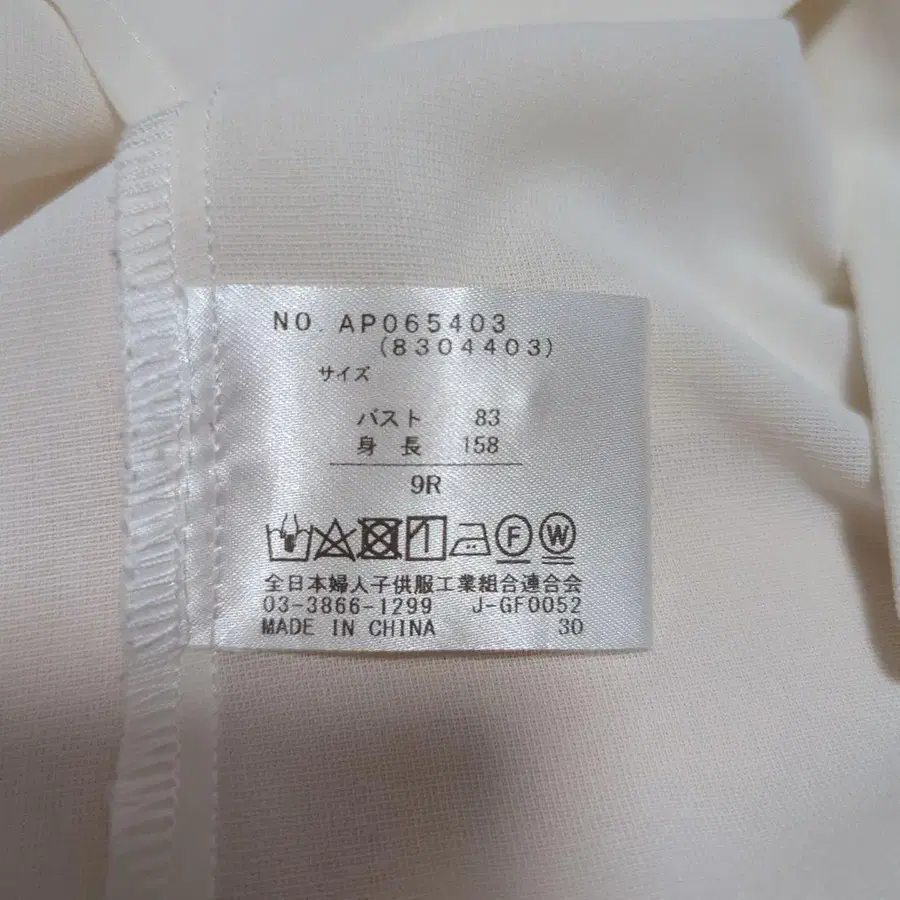 NO. AP065403
(8304403)
サイズ
バスト 83
身長 158
9R
F W
全日本婦人子供服工業組合連合会
03-3866-1299 J-GF0052
MADE IN CHINA 30